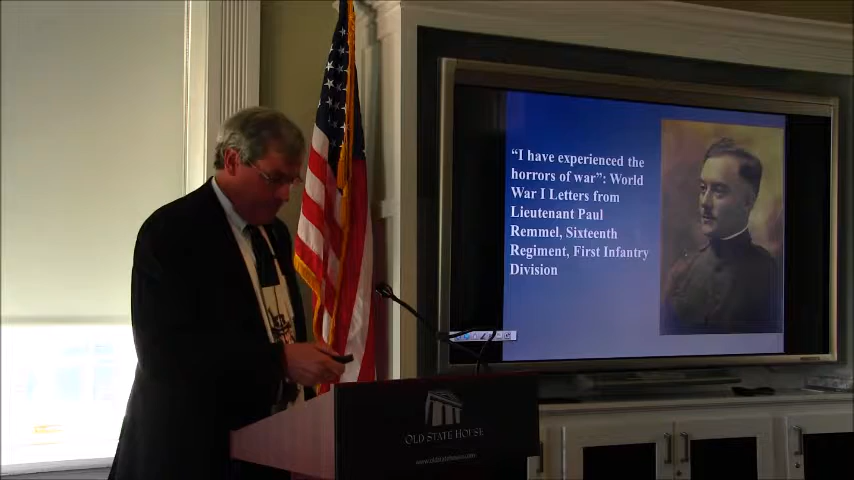 “I have experienced the
horrors of war”: World
War I Letters from
Lieutenant Paul
Remmel, Sixteenth
Regiment, First Infantry
Division
OLD STATE HOUSE